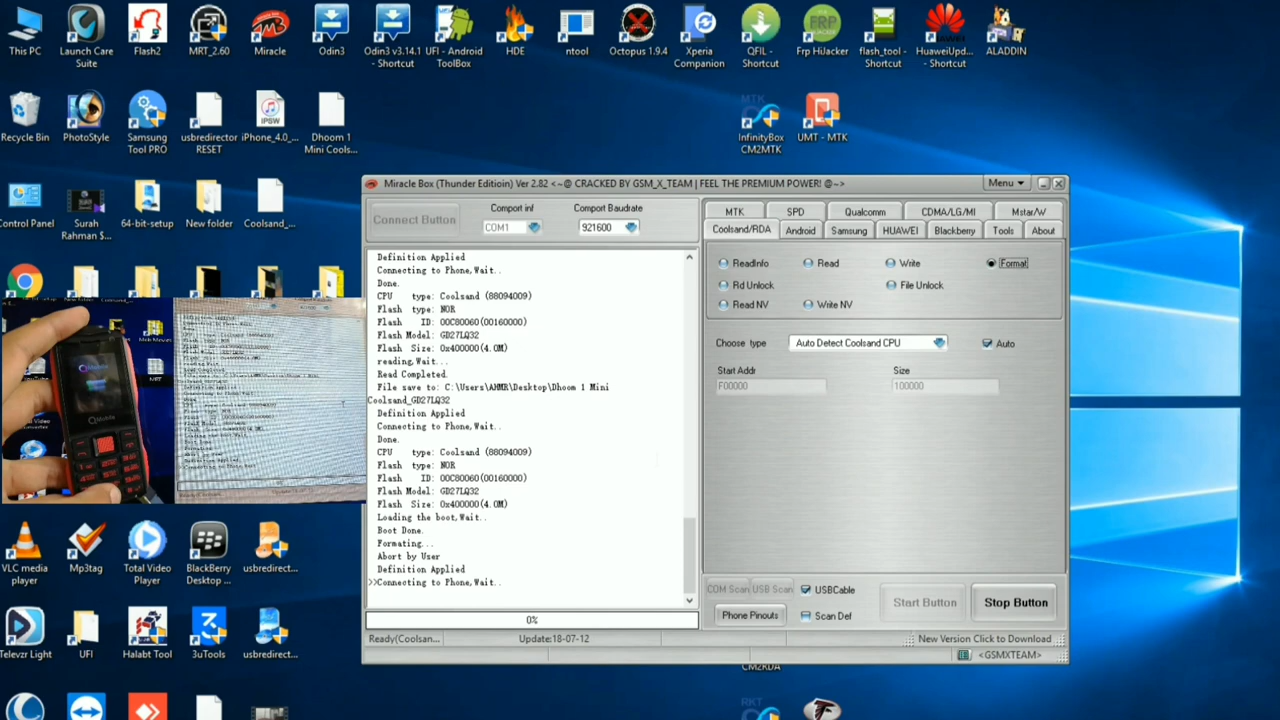 This PC
Launch Care Suite
Flash2
MRT_2.60
Miracle
Odin3
Odin3 v3.14.1 - Shortcut
UFI - Android ToolBox
HDE
ntool
Octopus 1.9.4
Xperia Companion
QFIL - Shortcut
Frp HiJacker
flash_tool - Shortcut
HuaweiUpd... - Shortcut
ALADDIN
Recycle Bin
PhotoStyle
Samsung Tool PRO
usbredirector RESET
iPhone_4.0_...
IPSW
Dhoom 1 Mini Cools...
MTK
InfinityBox CM2MTK
UMT - MTK
Control Panel
Surah Rahman $...
64-bit-setup
New folder
Coolsand_...
Miracle Box (Thunder Editioin) Ver 2.82 <~@ CRACKED BY GSM_X_TEAM | FEEL THE PREMIUM POWER! @~>
Menu
Connect Button
Comport inf
COM1
Comport Baudrate
921600
MTK
SPD
Qualcomm
CDMA/LG/MI
Mstar/W
Coolsand/RDA
Android
Samsung
HUAWEI
Blackberry
Tools
About
ReadInfo
Read
Write
Format
Rd Unlock
File Unlock
Read NV
Write NV
Choose type
Auto Detect Coolsand CPU
Auto
Start Addr
F00000
Size
100000
Definition Applied
Connecting to Phone,Wait..
Done.
CPU type: Coolsand (88094009)
Flash type: NOR
Flash ID: 00C80060(00160000)
Flash Model: GD27LQ32
Flash Size: 0x400000(4.0M)
reading,Wait...
Read Completed.
File save to: C:\Users\AMMR\Desktop\Dhoom 1 Mini
Coolsand_GD27LQ32
Definition Applied
Connecting to Phone,Wait..
Done.
CPU type: Coolsand (88094009)
Flash type: NOR
Flash ID: 00C80060(00160000)
Flash Model: GD27LQ32
Flash Size: 0x400000(4.0M)
Loading the boot,Wait..
Boot Done.
Formating...
Abort by User
Definition Applied
>>Connecting to Phone,Wait..
0%
COM Scan
USB Scan
USBCable
Phone Pinouts
Scan Def
Start Button
Stop Button
Ready(Coolsan...
Update:18-07-12
New Version Click to Download
<GSMXTEAM>
QMobile
VLC media player
Mp3tag
Total Video Player
BlackBerry Desktop ...
usbredirect...
Televzr Light
UFI
Halabt Tool
3uTools
usbredirect...
CM2RDA
RKT